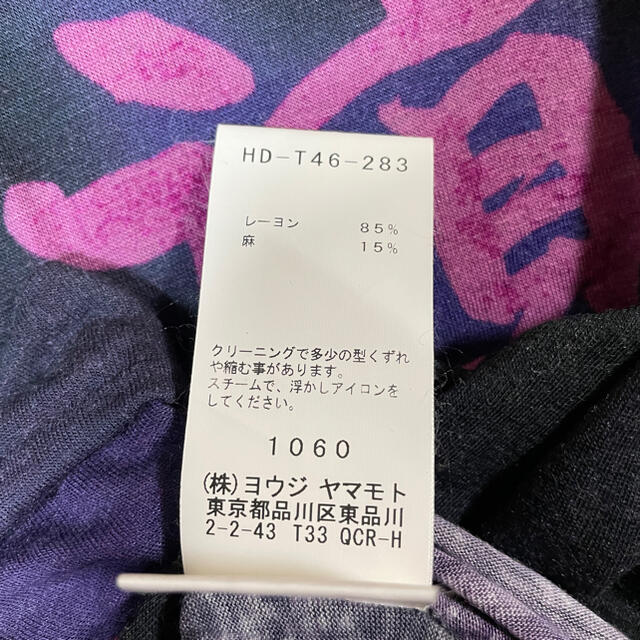 HD-T46-283
レーヨン 85%
麻 15%
クリーニングで多少の型くずれ
や縮む事があります。
スチームで、浮かしアイロンを
してください。
1060
(株)ヨウジ ヤマモト
東京都品川区東品川
2-2-43 T33 QCR-H